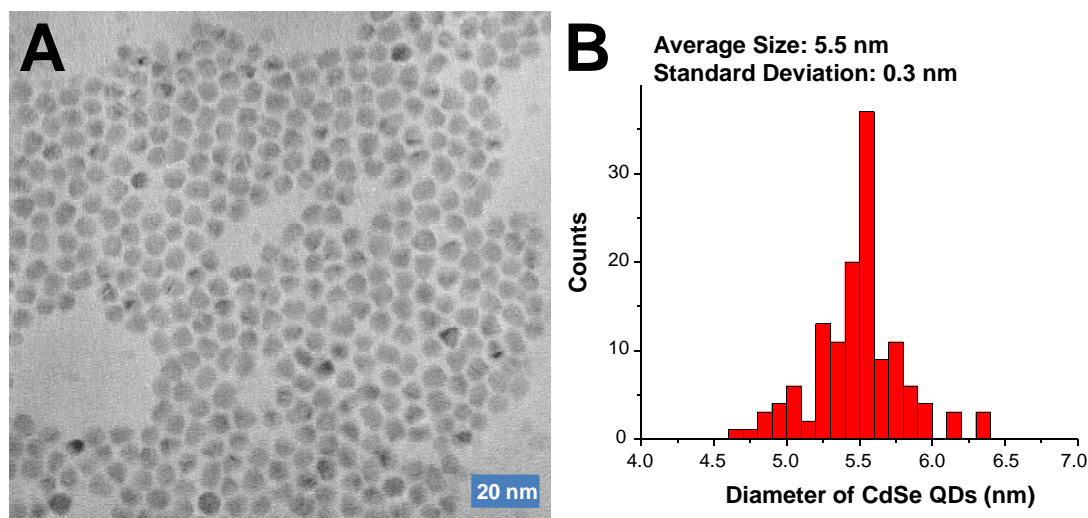 A
20 nm
B
Average Size: 5.5 nm
Standard Deviation: 0.3 nm
Counts
30
20
10
0
4.0 4.5 5.0 5.5 6.0 6.5 7.0
Diameter of CdSe QDs (nm)